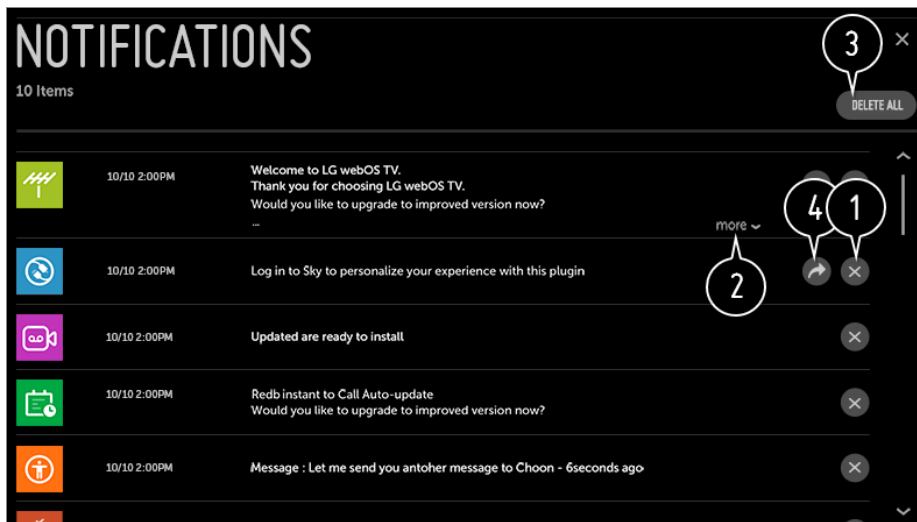 NOTIFICATIONS
10 Items
3
DELETE ALL
10/10 2:00PM
Welcome to LG webOS TV.
Thank you for choosing LG webOS TV.
Would you like to upgrade to improved version now?
...
more
4
1
2
10/10 2:00PM
Log in to Sky to personalize your experience with this plugin
10/10 2:00PM
Updated are ready to install
10/10 2:00PM
Redb instant to Call Auto-update
Would you like to upgrade to improved version now?
10/10 2:00PM
Message : Let me send you antoher message to Choon - 6seconds ago